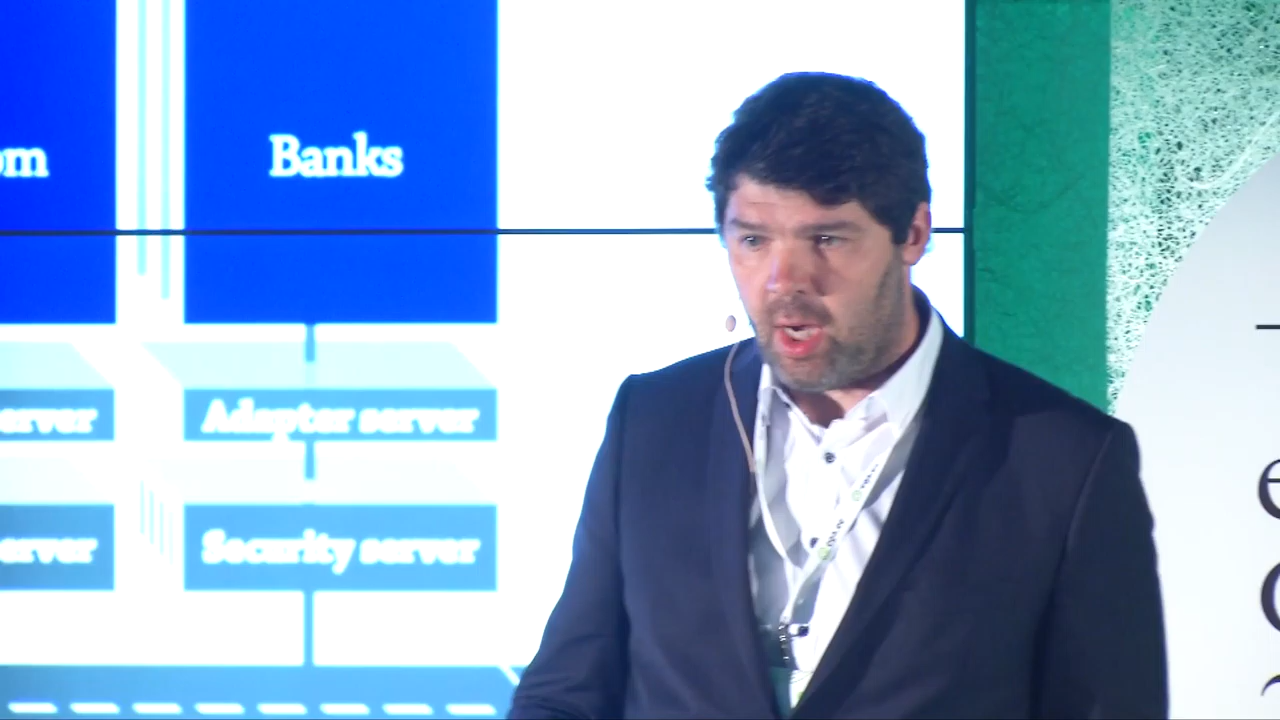 om
Banks
erver
Adapter server
erver
Security server